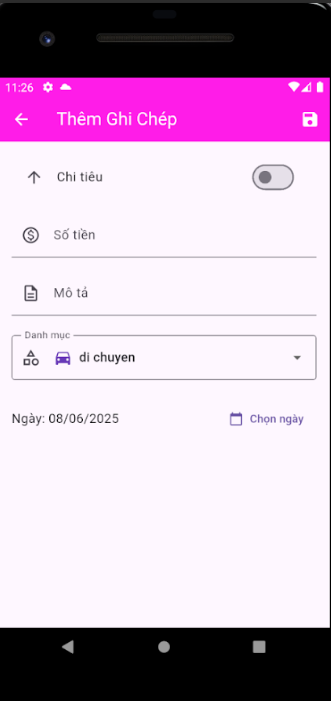 11:26
Thêm Ghi Chép
Chi tiêu
Số tiền
Mô tả
Danh mục
di chuyen
Ngày: 08/06/2025
Chọn ngày